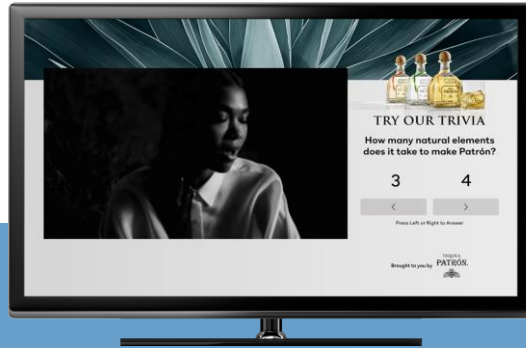 TRY OUR TRIVIA
How many natural elements
does it take to make Patrón?
3 4
< >
Press Left or Right to Answer
Brought to you by
TEQUILA
PATRÓN.